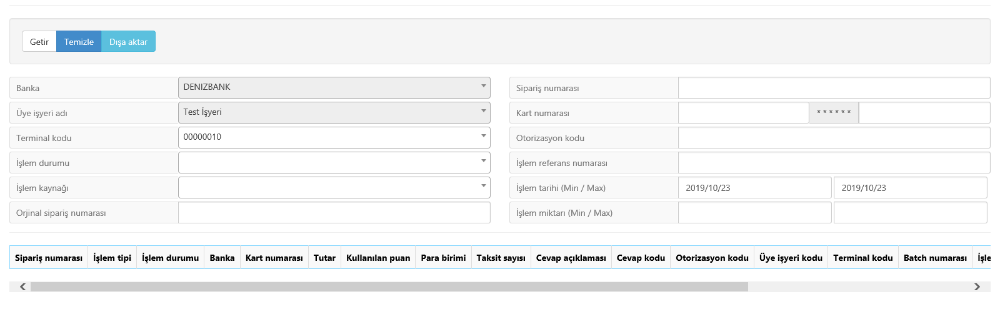 Getir Temizle Dışa aktar
Banka DENIZBANK
Üye işyeri adı Test İşyeri
Terminal kodu 00000010
İşlem durumu
İşlem kaynağı
Orjinal sipariş numarası
Sipariş numarası
Kart numarası * * * * * *
Otorizasyon kodu
İşlem referans numarası
İşlem tarihi (Min / Max) 2019/10/23 2019/10/23
İşlem miktarı (Min / Max)
Sipariş numarası İşlem tipi İşlem durumu Banka Kart numarası Tutar Kullanılan puan Para birimi Taksit sayısı Cevap açıklaması Cevap kodu Otorizasyon kodu Üye işyeri kodu Terminal kodu Batch numarası İşle